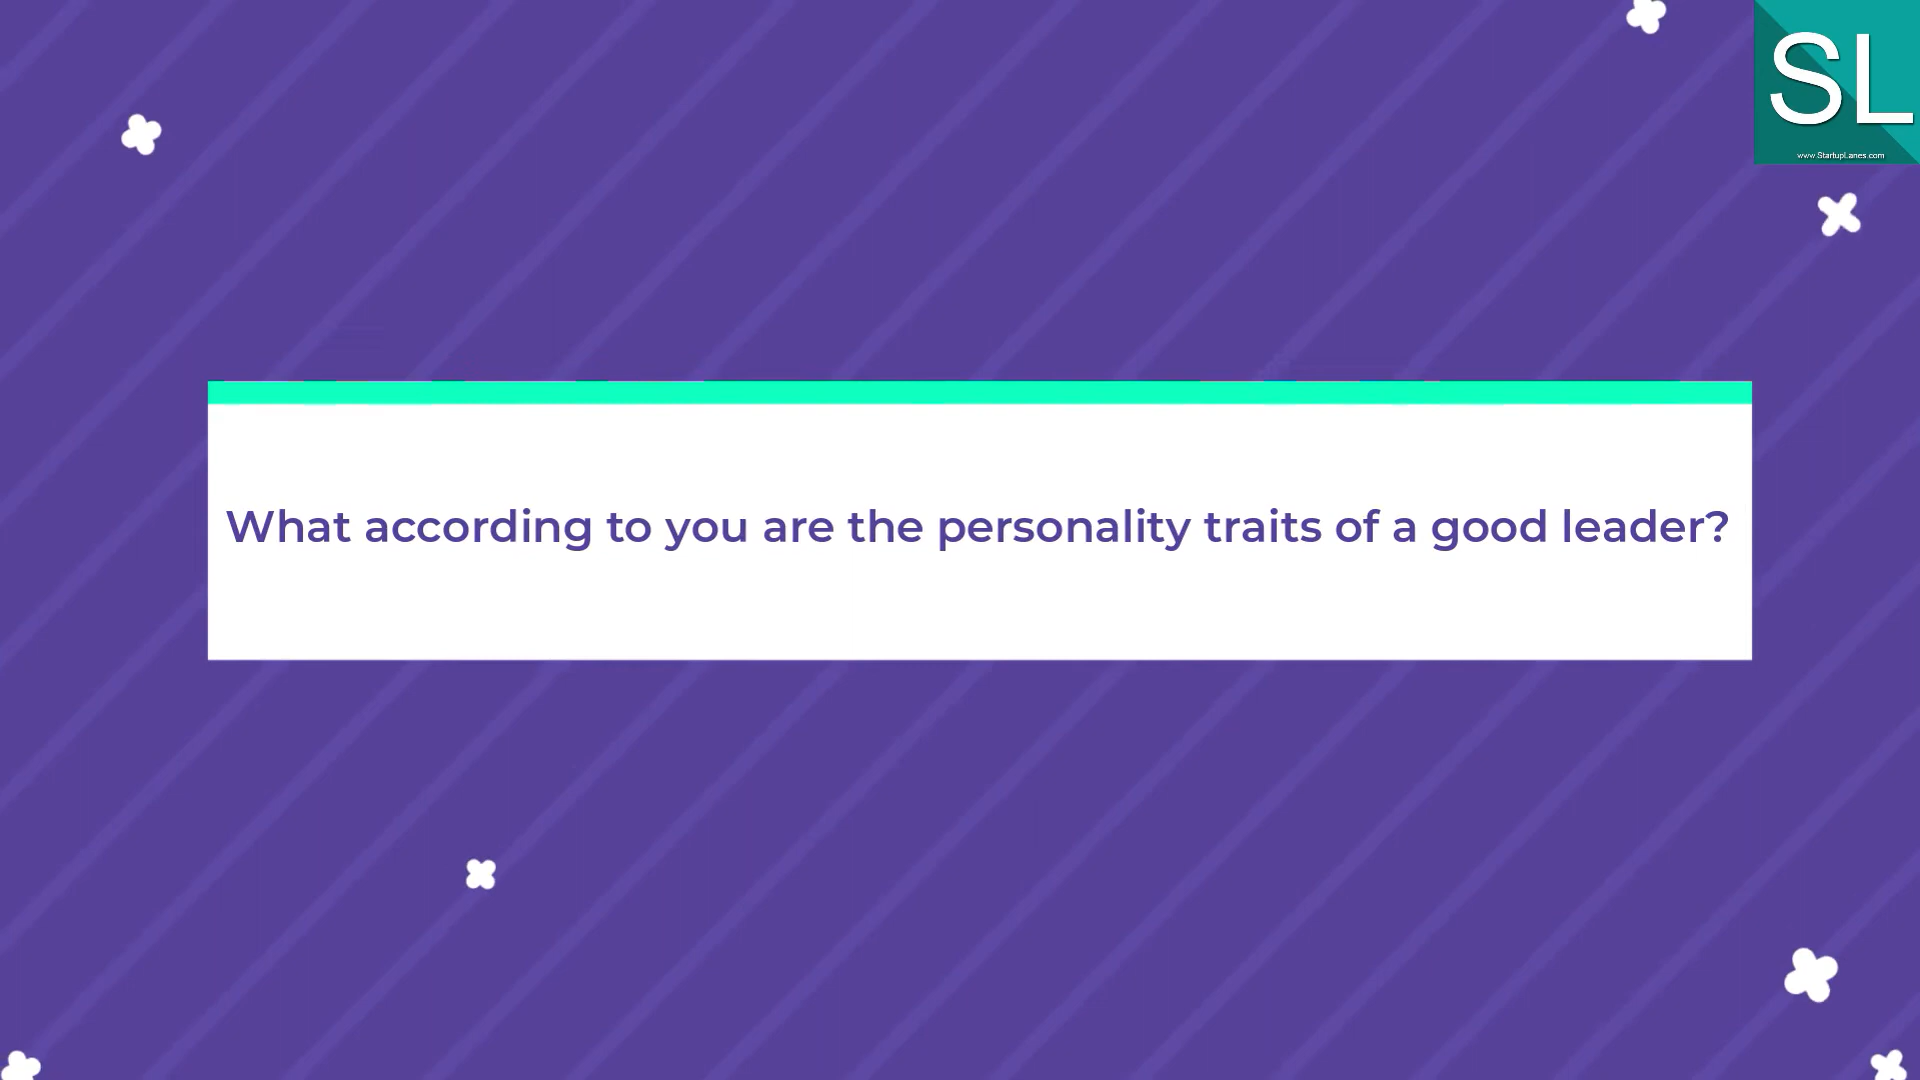 SL
www.StartupLanes.com
What according to you are the personality traits of a good leader?